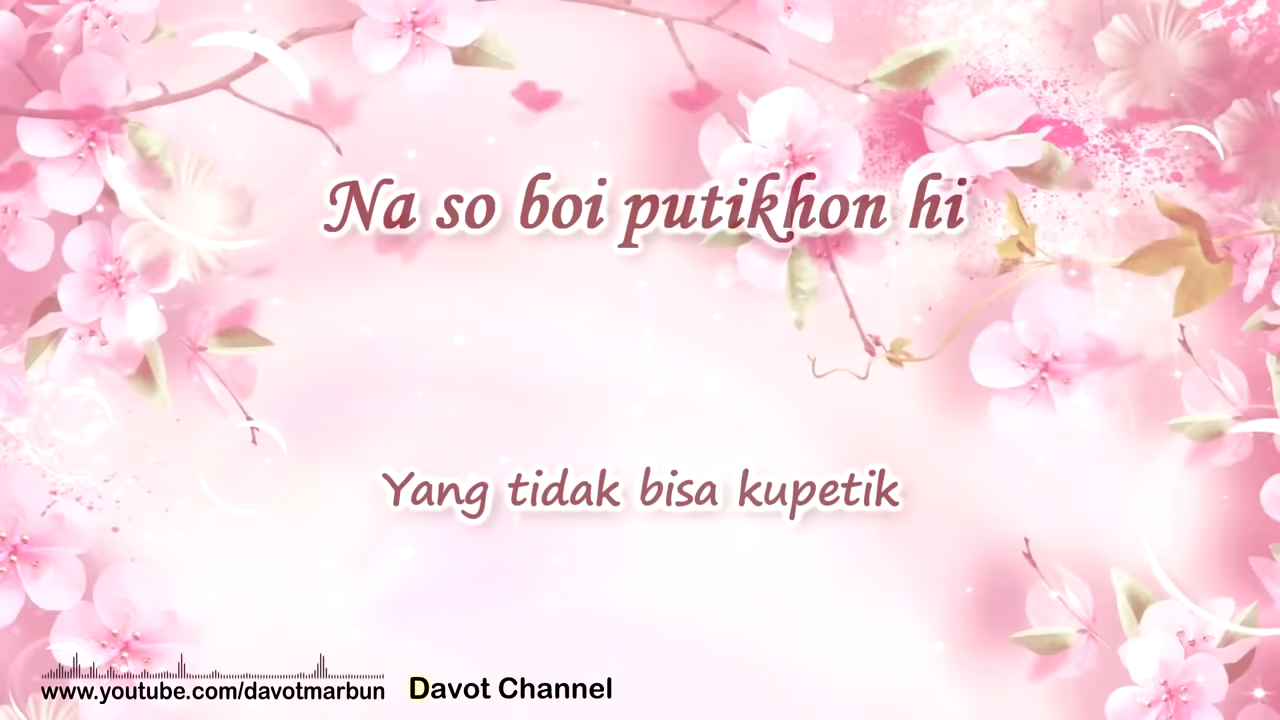 Na so boi putikhon hi
Yang tidak bisa kupetik
www.youtube.com/davotmarbun Davot Channel